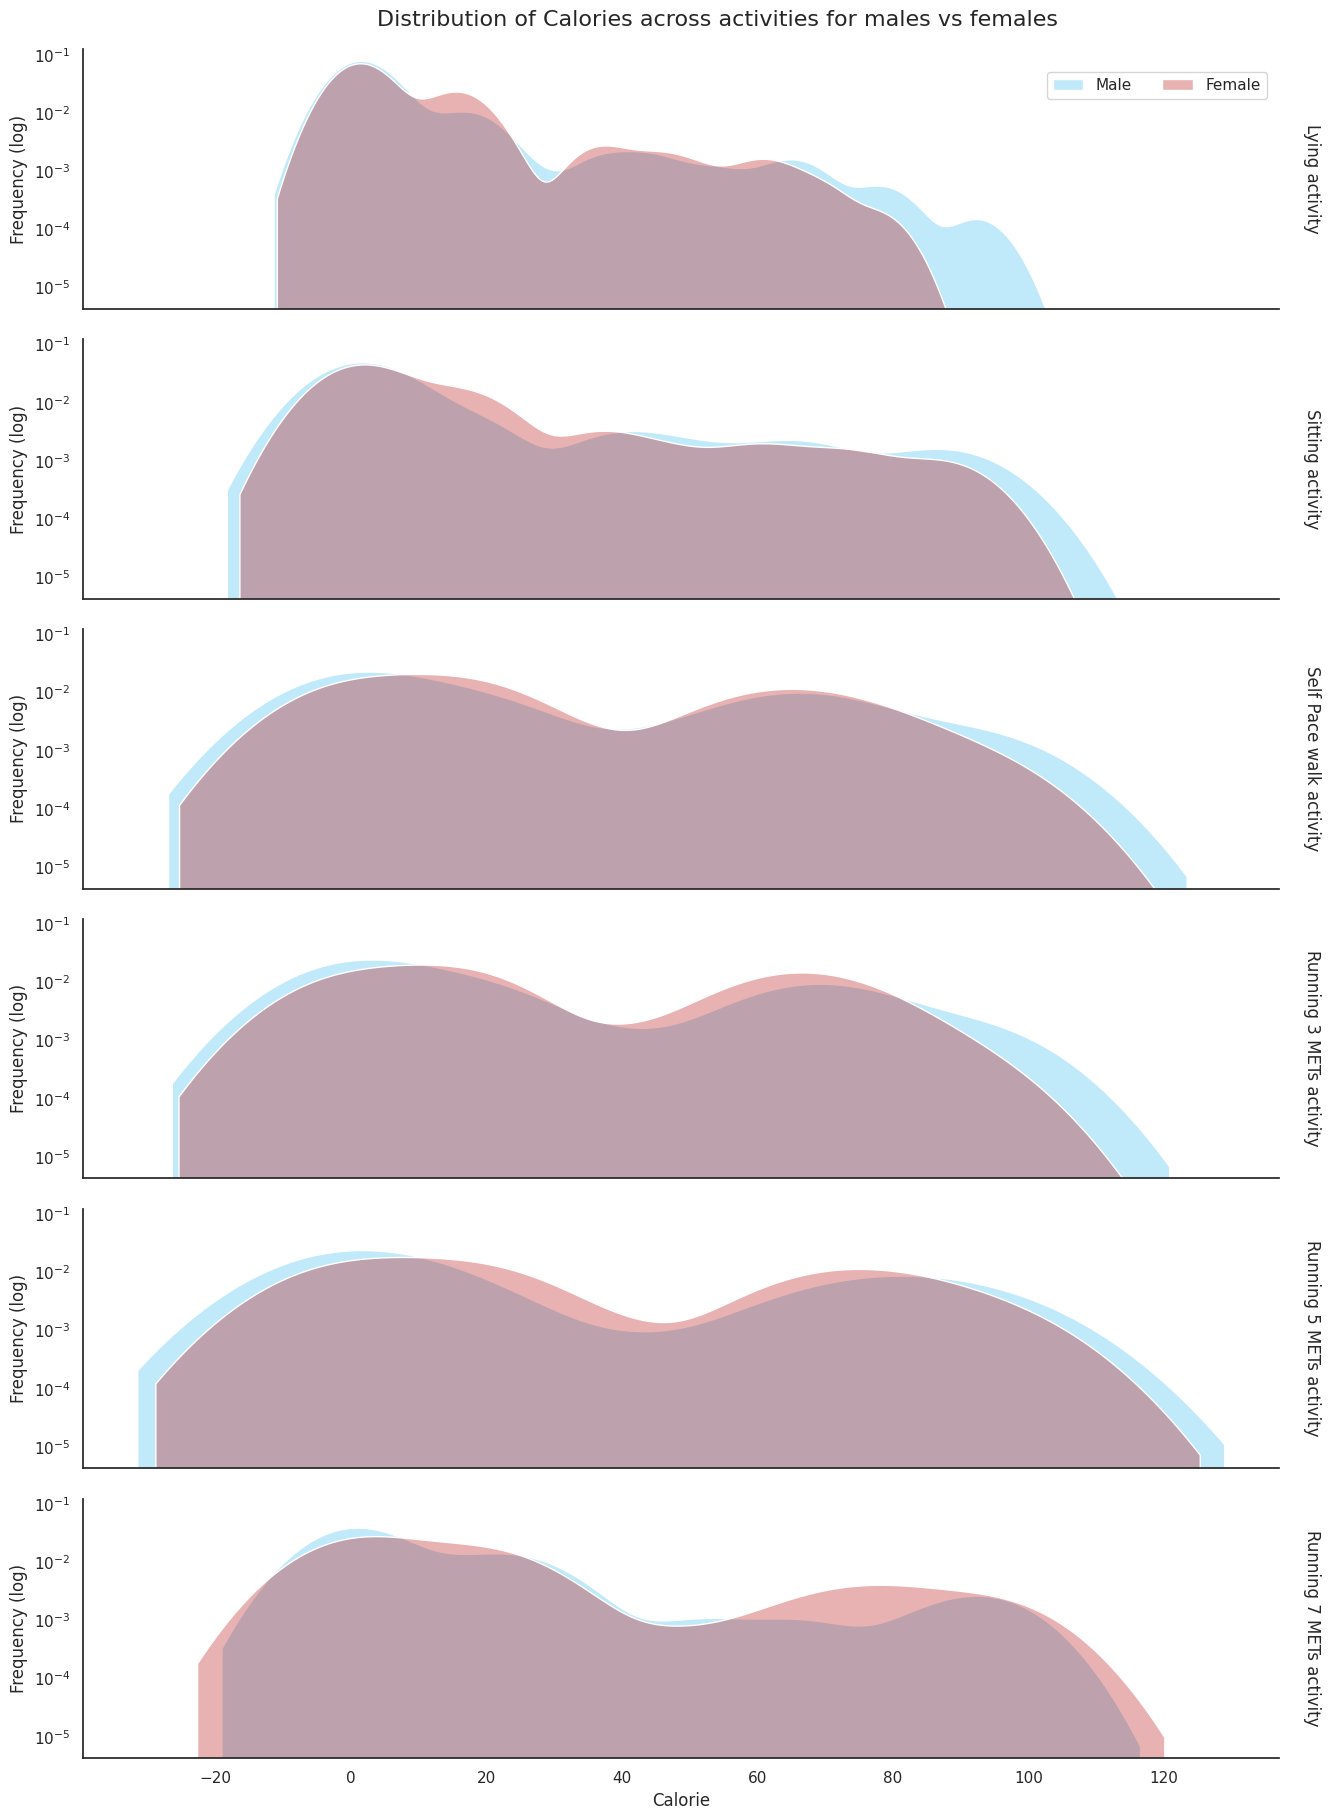 Distribution of Calories across activities for males vs females
10⁻¹
10⁻²
10⁻³
10⁻⁴
10⁻⁵
Frequency (log)
Male Female
Lying activity
10⁻¹
10⁻²
10⁻³
10⁻⁴
10⁻⁵
Frequency (log)
Sitting activity
10⁻¹
10⁻²
10⁻³
10⁻⁴
10⁻⁵
Frequency (log)
Self Pace walk activity
10⁻¹
10⁻²
10⁻³
10⁻⁴
10⁻⁵
Frequency (log)
Running 3 METs activity
10⁻¹
10⁻²
10⁻³
10⁻⁴
10⁻⁵
Frequency (log)
Running 5 METs activity
10⁻¹
10⁻²
10⁻³
10⁻⁴
10⁻⁵
Frequency (log)
Running 7 METs activity
−20 0 20 40 60 80 100 120
Calorie